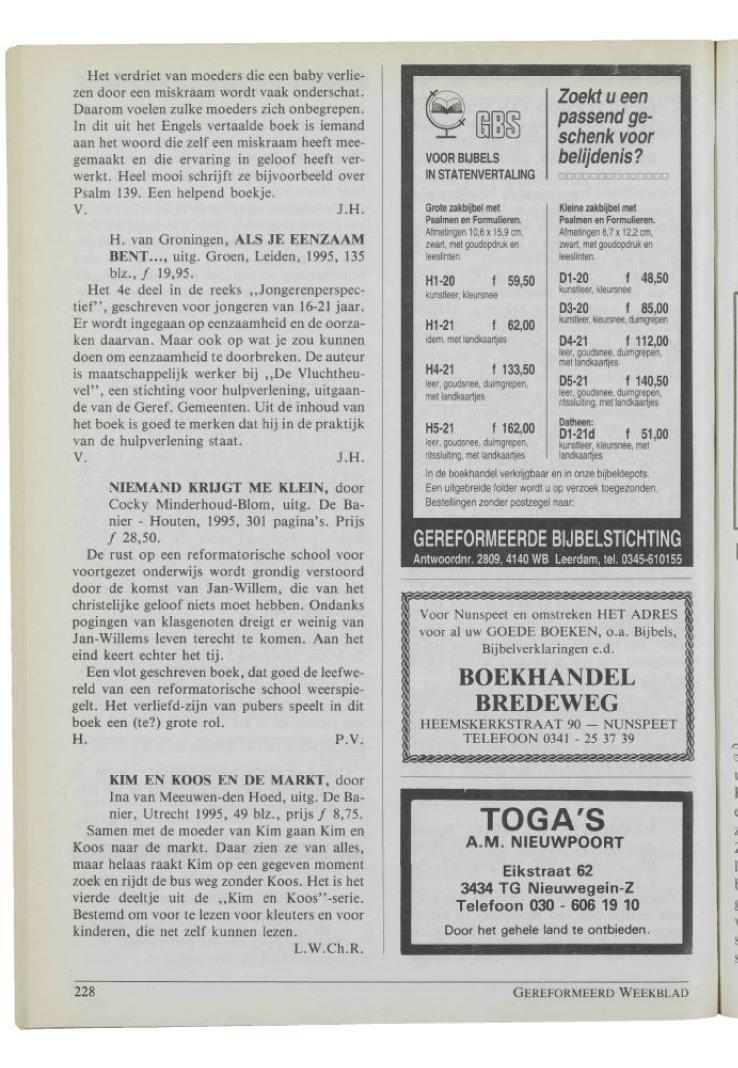 Het verdriet van moeders die een baby verlie-
zen door een miskraam wordt vaak onderschat.
Daarom voelen zulke moeders zich onbegrepen.
In dit uit het Engels vertaalde boek is iemand
aan het woord die zelf een miskraam heeft mee-
gemaakt en die ervaring in geloof heeft ver-
werkt. Heel mooi schrijft ze bijvoorbeeld over
Psalm 139. Een helpend boekje.
V. J.H.
H. van Groningen, ALS JE EENZAAM
BENT..., uitg. Groen, Leiden, 1995, 135
blz., ƒ 19,95.
Het 4e deel in de reeks ,,Jongerenperspec-
tief'', geschreven voor jongeren van 16-21 jaar.
Er wordt ingegaan op eenzaamheid en de oorza-
ken daarvan. Maar ook op wat je zou kunnen
doen om eenzaamheid te doorbreken. De auteur
is maatschappelijk werker bij ,,De Vluchtheu-
vel'', een stichting voor hulpverlening, uitgaan-
de van de Geref. Gemeenten. Uit de inhoud van
het boek is goed te merken dat hij in de praktijk
van de hulpverlening staat.
V. J.H.
NIEMAND KRIJGT ME KLEIN, door
Cocky Minderhoud-Blom, uitg. De Ba-
nier - Houten, 1995, 301 pagina's. Prijs
ƒ 28,50.
De rust op een reformatorische school voor
voortgezet onderwijs wordt grondig verstoord
door de komst van Jan-Willem, die van het
christelijke geloof niets moet hebben. Ondanks
pogingen van klasgenoten dreigt er weinig van
Jan-Willems leven terecht te komen. Aan het
eind keert echter het tij.
Een vlot geschreven boek, dat goed de leefwe-
reld van een reformatorische school weerspie-
gelt. Het verliefd-zijn van pubers speelt in dit
boek een (te?) grote rol.
H. P.V.
KIM EN KOOS EN DE MARKT, door
Ina van Meeuwen-den Hoed, uitg. De Ba-
nier, Utrecht 1995, 49 blz., prijs ƒ 8,75.
Samen met de moeder van Kim gaan Kim en
Koos naar de markt. Daar zien ze van alles,
maar helaas raakt Kim op een gegeven moment
zoek en rijdt de bus weg zonder Koos. Het is het
vierde deeltje uit de ,,Kim en Koos''-serie.
Bestemd om voor te lezen voor kleuters en voor
kinderen, die net zelf kunnen lezen.
L.W.Ch.R.
GBS
VOOR BIJBELS
IN STATENVERTALING
Zoekt u een
passend ge-
schenk voor
belijdenis?
Grote zakbijbel met
Psalmen en Formulieren.
Afmetingen 10,6 x 15,9 cm,
zwart, met goudopdruk en
leeslinten.
H1-20 f 59,50
kunstleer, kleursnee
H1-21 f 62,00
idem, met landkaartjes
H4-21 f 133,50
leer, goudsnee, duimgrepen,
met landkaartjes
H5-21 f 162,00
leer, goudsnee, duimgrepen,
ritssluiting, met landkaartjes
Kleine zakbijbel met
Psalmen en Formulieren.
Afmetingen 8,7 x 12,2 cm,
zwart, met goudopdruk en
leeslinten.
D1-20 f 48,50
kunstleer, kleursnee
D3-20 f 85,00
kunstleer, kleursnee, duimgrepen
D4-21 f 112,00
leer, goudsnee, duimgrepen,
met landkaartjes
D5-21 f 140,50
leer, goudsnee, duimgrepen,
ritssluiting, met landkaartjes
Datheen:
D1-21d f 51,00
kunstleer, kleursnee, met
landkaartjes
In de boekhandel verkrijgbaar en in onze bijbeldepots.
Een uitgebreide folder wordt u op verzoek toegezonden.
Bestellingen zonder postzegel naar:
GEREFORMEERDE BIJBELSTICHTING
Antwoordnr. 2809, 4140 WB Leerdam, tel. 0345-610155
Voor Nunspeet en omstreken HET ADRES
voor al uw GOEDE BOEKEN, o.a. Bijbels,
Bijbelverklaringen e.d.
BOEKHANDEL
BREDEWEG
HEEMSKERKSTRAAT 90 — NUNSPEET
TELEFOON 0341 - 25 37 39
TOGA'S
A.M. NIEUWPOORT
Eikstraat 62
3434 TG Nieuwegein-Z
Telefoon 030 - 606 19 10
Door het gehele land te ontbieden.
228 GEREFORMEERD WEEKBLAD